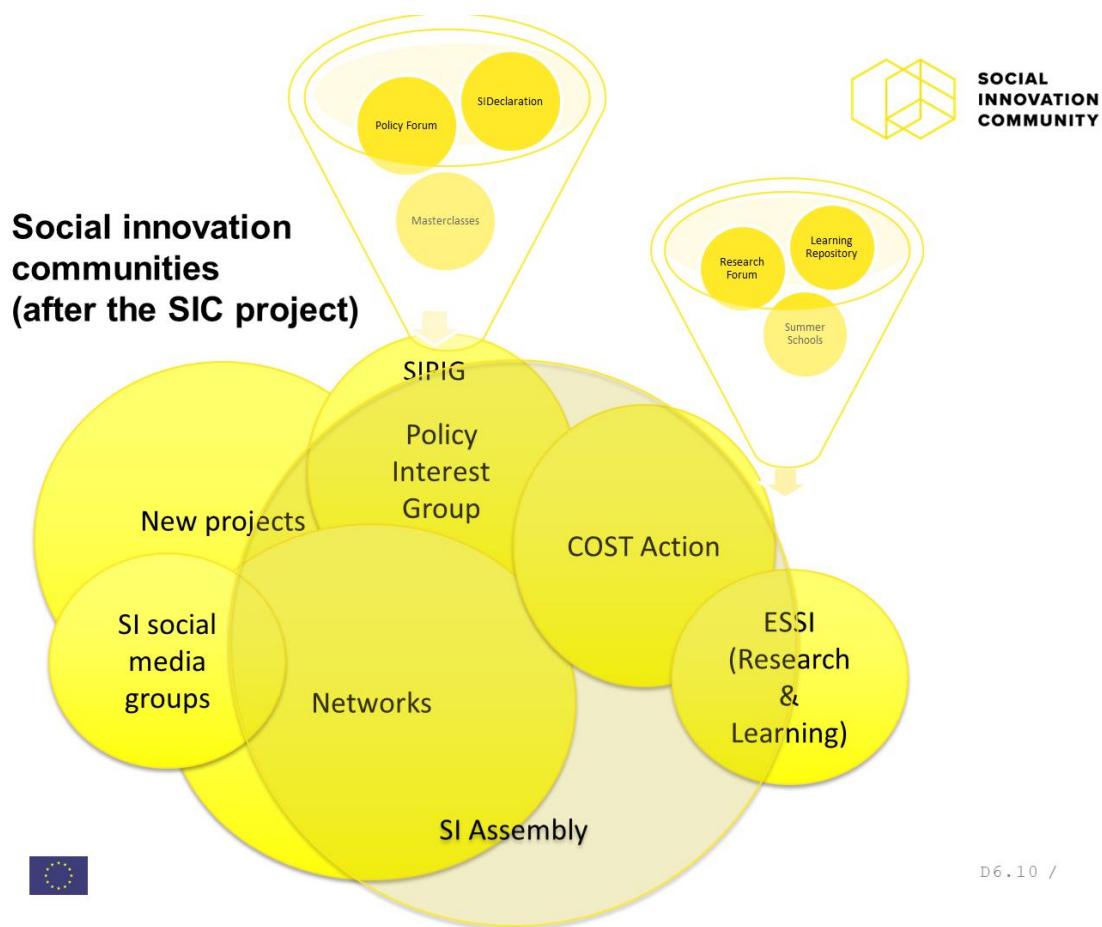 SOCIAL
INNOVATION
COMMUNITY
SIDeclaration
Policy Forum
Masterclasses
Learning
Repository
Research
Forum
Summer
Schools
Social innovation
communities
(after the SIC project)
SIPIG
Policy
Interest
Group
New projects
COST Action
SI social
media
groups
Networks
ESSI
(Research
&
Learning)
SI Assembly
D6.10 /